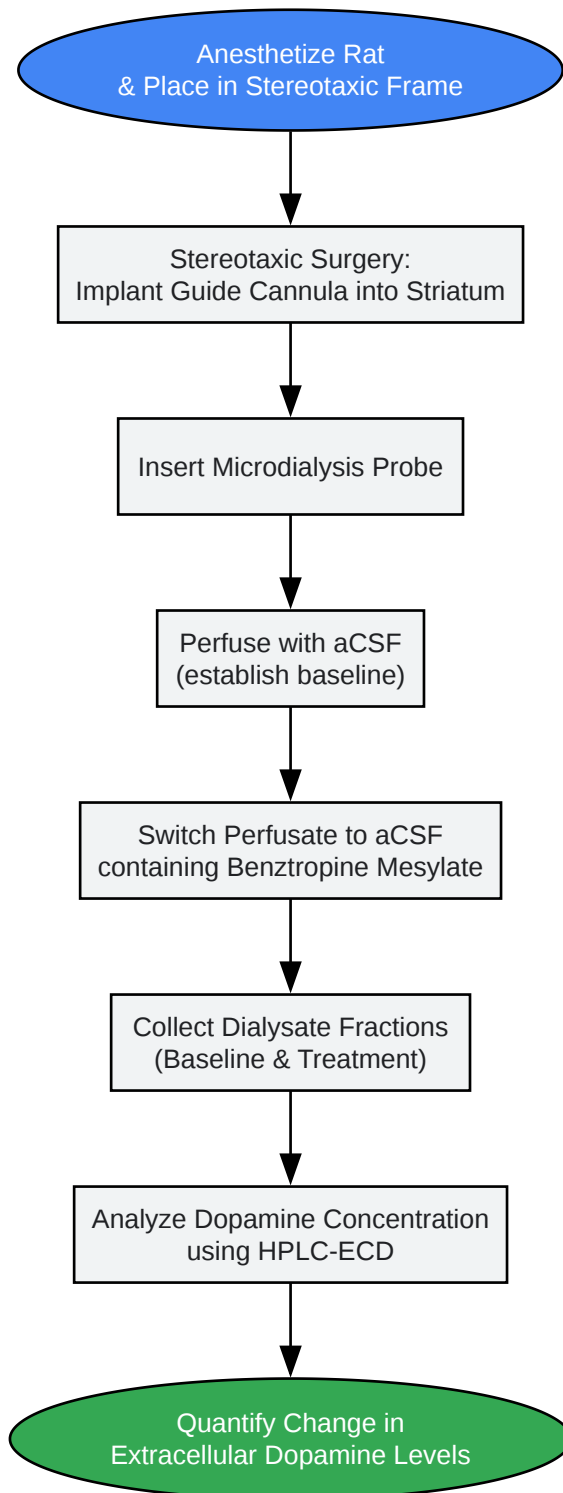 Anesthetize Rat
& Place in Stereotaxic Frame
Stereotaxic Surgery:
Implant Guide Cannula into Striatum
Insert Microdialysis Probe
Perfuse with aCSF
(establish baseline)
Switch Perfusate to aCSF
containing Benztropine Mesylate
Collect Dialysate Fractions
(Baseline & Treatment)
Analyze Dopamine Concentration
using HPLC-ECD
Quantify Change in
Extracellular Dopamine Levels